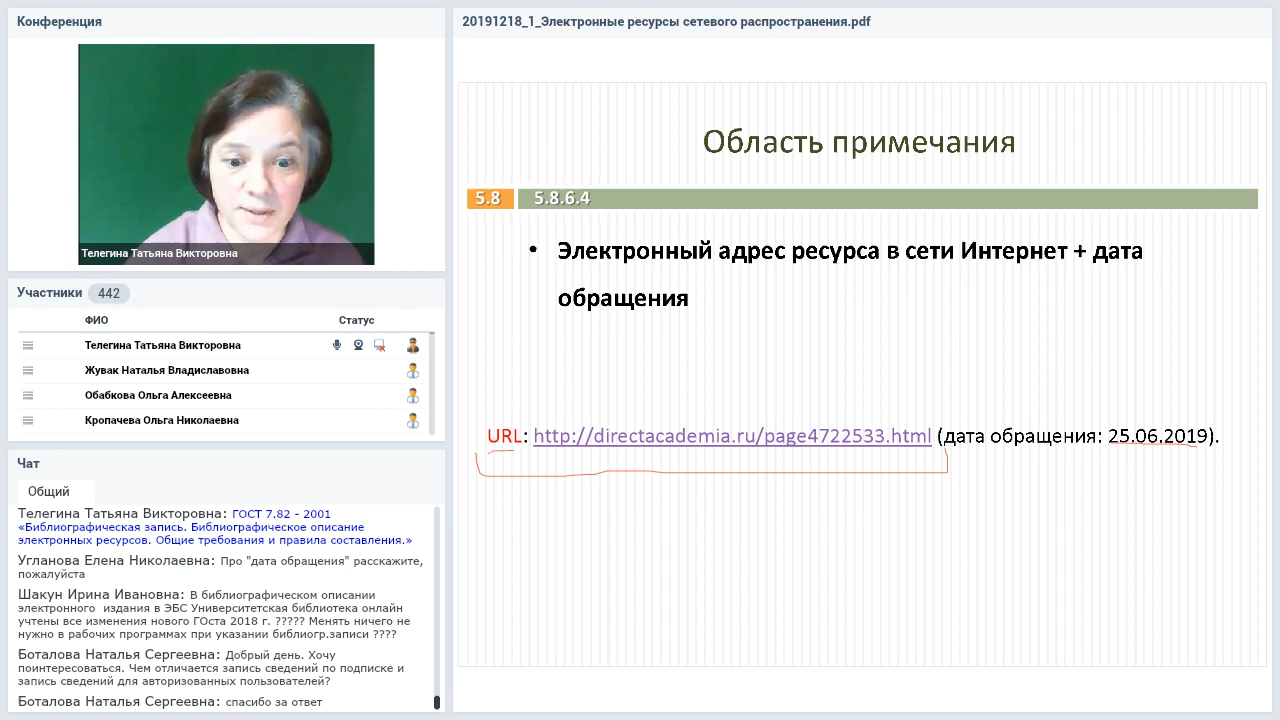 Конференция
Телегина Татьяна Викторовна
Участники 442
ФИО Статус
Телегина Татьяна Викторовна
Жувак Наталья Владиславовна
Обабкова Ольга Алексеевна
Кропачева Ольга Николаевна
Чат
Общий
Телегина Татьяна Викторовна: ГОСТ 7.82 - 2001
«Библиографическая запись. Библиографическое описание
электронных ресурсов. Общие требования и правила составления.»
Угланова Елена Николаевна: Про "дата обращения" расскажите,
пожалуйста
Шакун Ирина Ивановна: В библиографическом описании
электронного издания в ЭБС Университетская библиотека онлайн
учтены все изменения нового ГОста 2018 г. ????? Менять ничего не
нужно в рабочих программах при указании библиогр.записи ????
Боталова Наталья Сергеевна: Добрый день. Хочу
поинтересоваться. Чем отличается запись сведений по подписке и
запись сведений для авторизованных пользователей?
Боталова Наталья Сергеевна: спасибо за ответ
20191218_1_Электронные ресурсы сетевого распространения.pdf
Область примечания
5.8 5.8.6.4
• Электронный адрес ресурса в сети Интернет + дата
обращения
URL: http://directacademia.ru/page4722533.html (дата обращения: 25.06.2019).